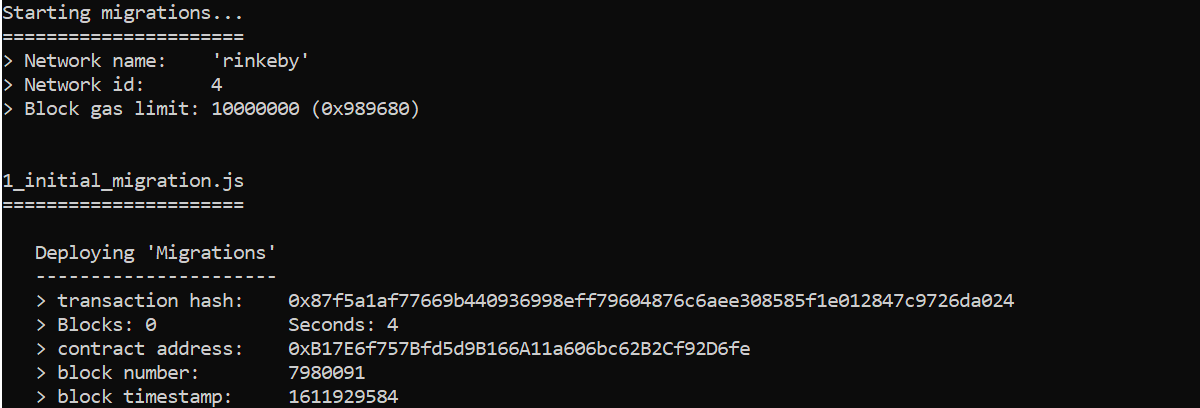 Starting migrations...
======================
> Network name:    'rinkeby'
> Network id:      4
> Block gas limit: 10000000 (0x989680)
1_initial_migration.js
======================
Deploying 'Migrations'
----------------------
> transaction hash:    0x87f5a1af77669b440936998eff79604876c6aee308585f1e012847c9726da024
> Blocks: 0            Seconds: 4
> contract address:    0xB17E6f757Bfd5d9B166A11a606bc62B2Cf92D6fe
> block number:        7980091
> block timestamp:     1611929584